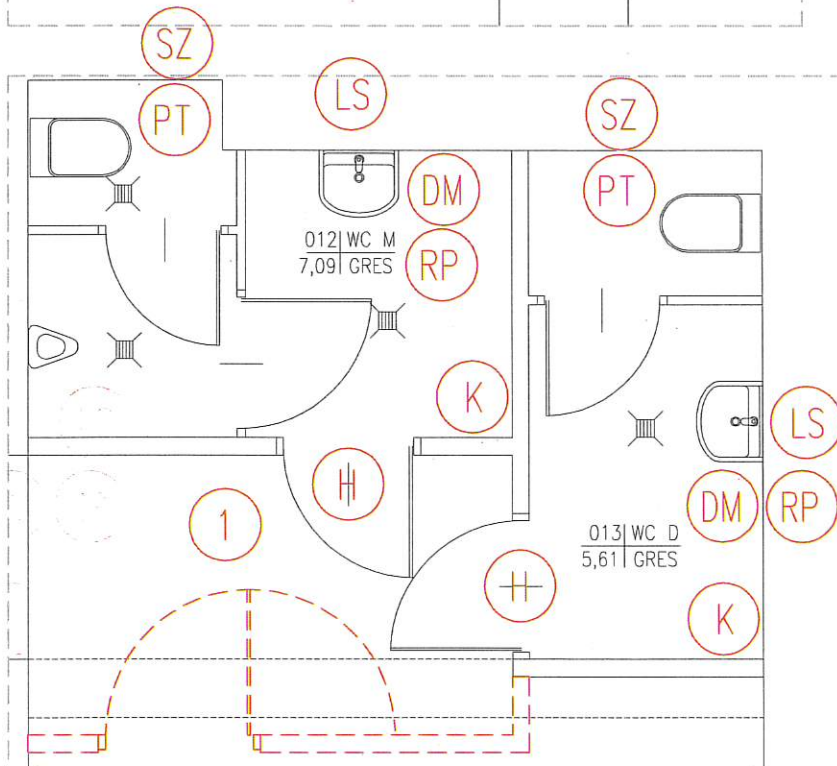 SZ
PT
LS
SZ
PT
DM
012 WC M
7,09 GRES
RP
K
LS
H
1
DM
RP
013 WC D
5,61 GRES
H
K